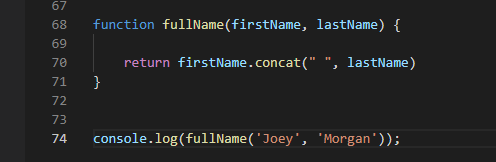 67
68 function fullName(firstName, lastName) {
69
70     return firstName.concat(" ", lastName)
71 }
72
73
74 console.log(fullName('Joey', 'Morgan'));